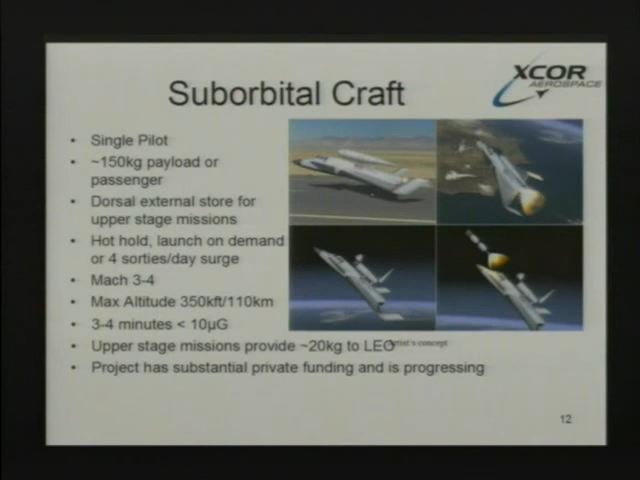 XCOR
AEROSPACE
Suborbital Craft
• Single Pilot
• ~150kg payload or
passenger
• Dorsal external store for
upper stage missions
• Hot hold, launch on demand
or 4 sorties/day surge
• Mach 3-4
• Max Altitude 350kft/110km
• 3-4 minutes < 10µG
• Upper stage missions provide ~20kg to LEO
Artist's concept
• Project has substantial private funding and is progressing
12